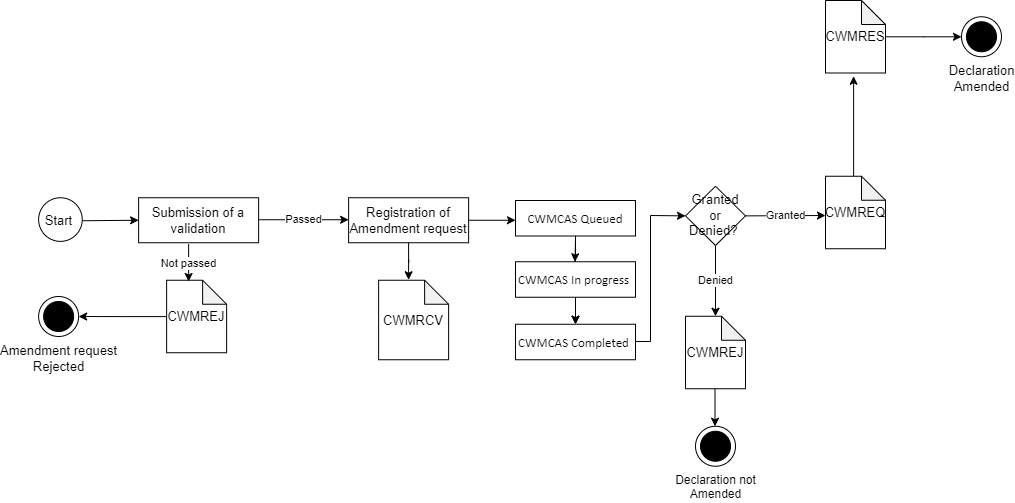 CWMRES
Declaration
Amended
Start
Submission of a
validation
Passed
Registration of
Amendment request
CWMCAS Queued
Granted
or
Denied?
Granted
CWMREQ
Not passed
CWMREJ
Amendment request
Rejected
CWMRCV
CWMCAS In progress
CWMCAS Completed
Denied
CWMREJ
Declaration not
Amended